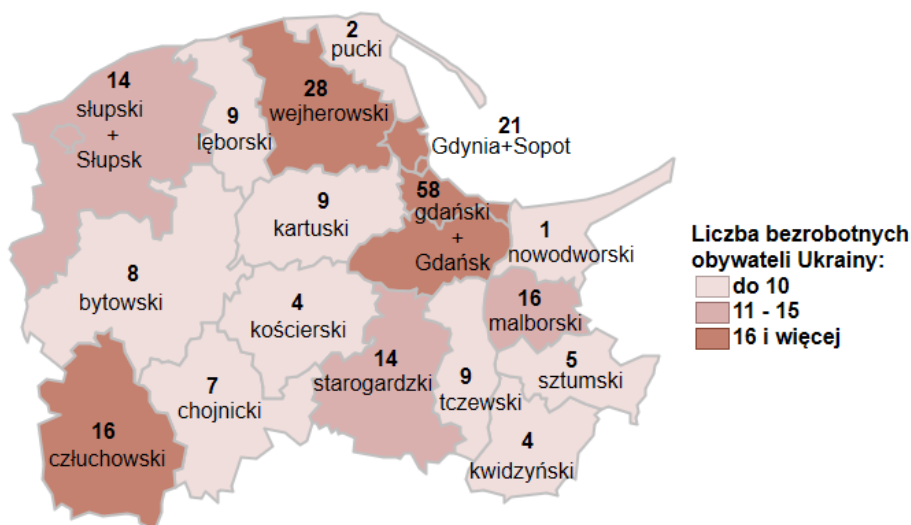 2
pucki
14
słupski
+
Słupsk
9
lęborski
28
wejherowski
21
Gdynia+Sopot
9
kartuski
58
gdański
+
Gdańsk
1
nowodworski
8
bytowski
4
kościerski
16
malborski
14
starogardzki
9
tczewski
5
sztumski
7
chojnicki
16
człuchowski
4
kwidzyński
Liczba bezrobotnych
obywateli Ukrainy:
do 10
11 - 15
16 i więcej